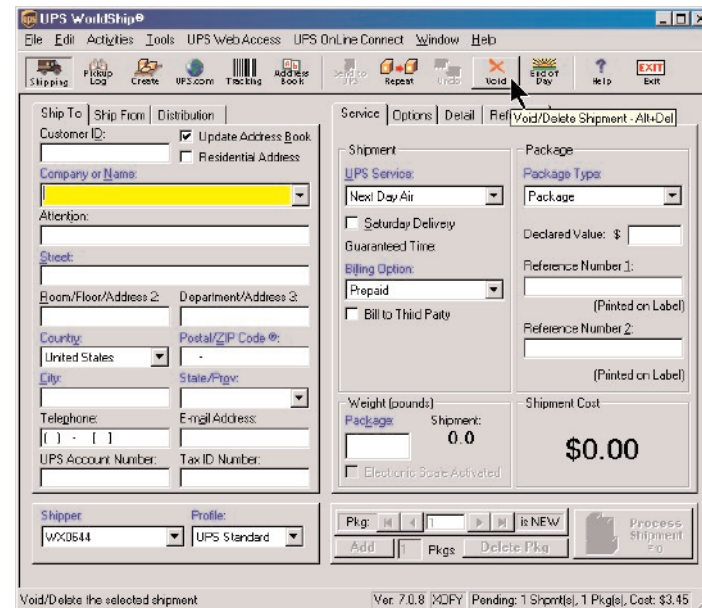 UPS WorldShip®
File Edit Activities Tools UPS WebAccess UPS OnLine Connect Window Help
Shipping Pickup Log Create UPS.com Tracking Address Book Send to UPS Repeat Undo Void End of Day Help EXIT Exit
Ship To Ship From Distribution
Service Options Detail Ref
Void/Delete Shipment - Alt+Del
Customer ID:
Update Address Book
Residential Address
Company or Name:
Attention:
Street:
Room/Floor/Address 2: Department/Address 3:
Country: Postal/ZIP Code ®:
United States -
City: State/Prov:
Telephone: E-mail Address:
( ) - [ ]
UPS Account Number: Tax ID Number:
Shipper: Profile:
WX0644 UPS Standard
Shipment
UPS Service:
Next Day Air
Saturday Delivery
Guaranteed Time:
Billing Option:
Prepaid
Bill to Third Party
Package
Package Type:
Package
Declared Value: $
Reference Number 1:
(Printed on Label)
Reference Number 2:
(Printed on Label)
Weight (pounds)
Package: Shipment:
0.0
Electronic Scale Activated
Shipment Cost
$0.00
Pkg: 1 is NEW
Add 1 Pkgs Delete Pkg
Process
Shipment
F10
Void/Delete the selected shipment
Ver. 7.0.8 XDFY Pending: 1 Shpmt(s), 1 Pkg(s), Cost: $3.45